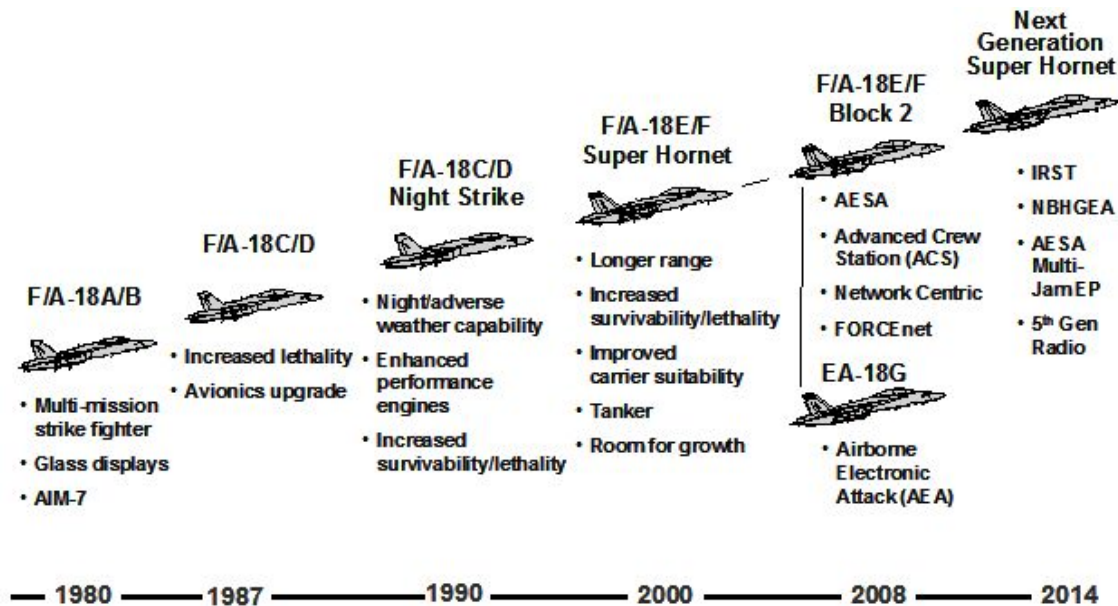 F/A-18A/B
• Multi-mission
strike fighter
• Glass displays
• AIM-7
F/A-18C/D
• Increased lethality
• Avionics upgrade
F/A-18C/D
Night Strike
• Night/adverse
weather capability
• Enhanced
performance
engines
• Increased
survivability/lethality
F/A-18E/F
Super Hornet
• Longer range
• Increased
survivability/lethality
• Improved
carrier suitability
• Tanker
• Room for growth
F/A-18E/F
Block 2
• AESA
• Advanced Crew
Station (ACS)
• Network Centric
• FORCEnet
EA-18G
• Airborne
Electronic
Attack (AEA)
Next
Generation
Super Hornet
• IRST
• NBHGEA
• AESA
Multi-
Jam EP
• 5th Gen
Radio
1980
1987
1990
2000
2008
2014